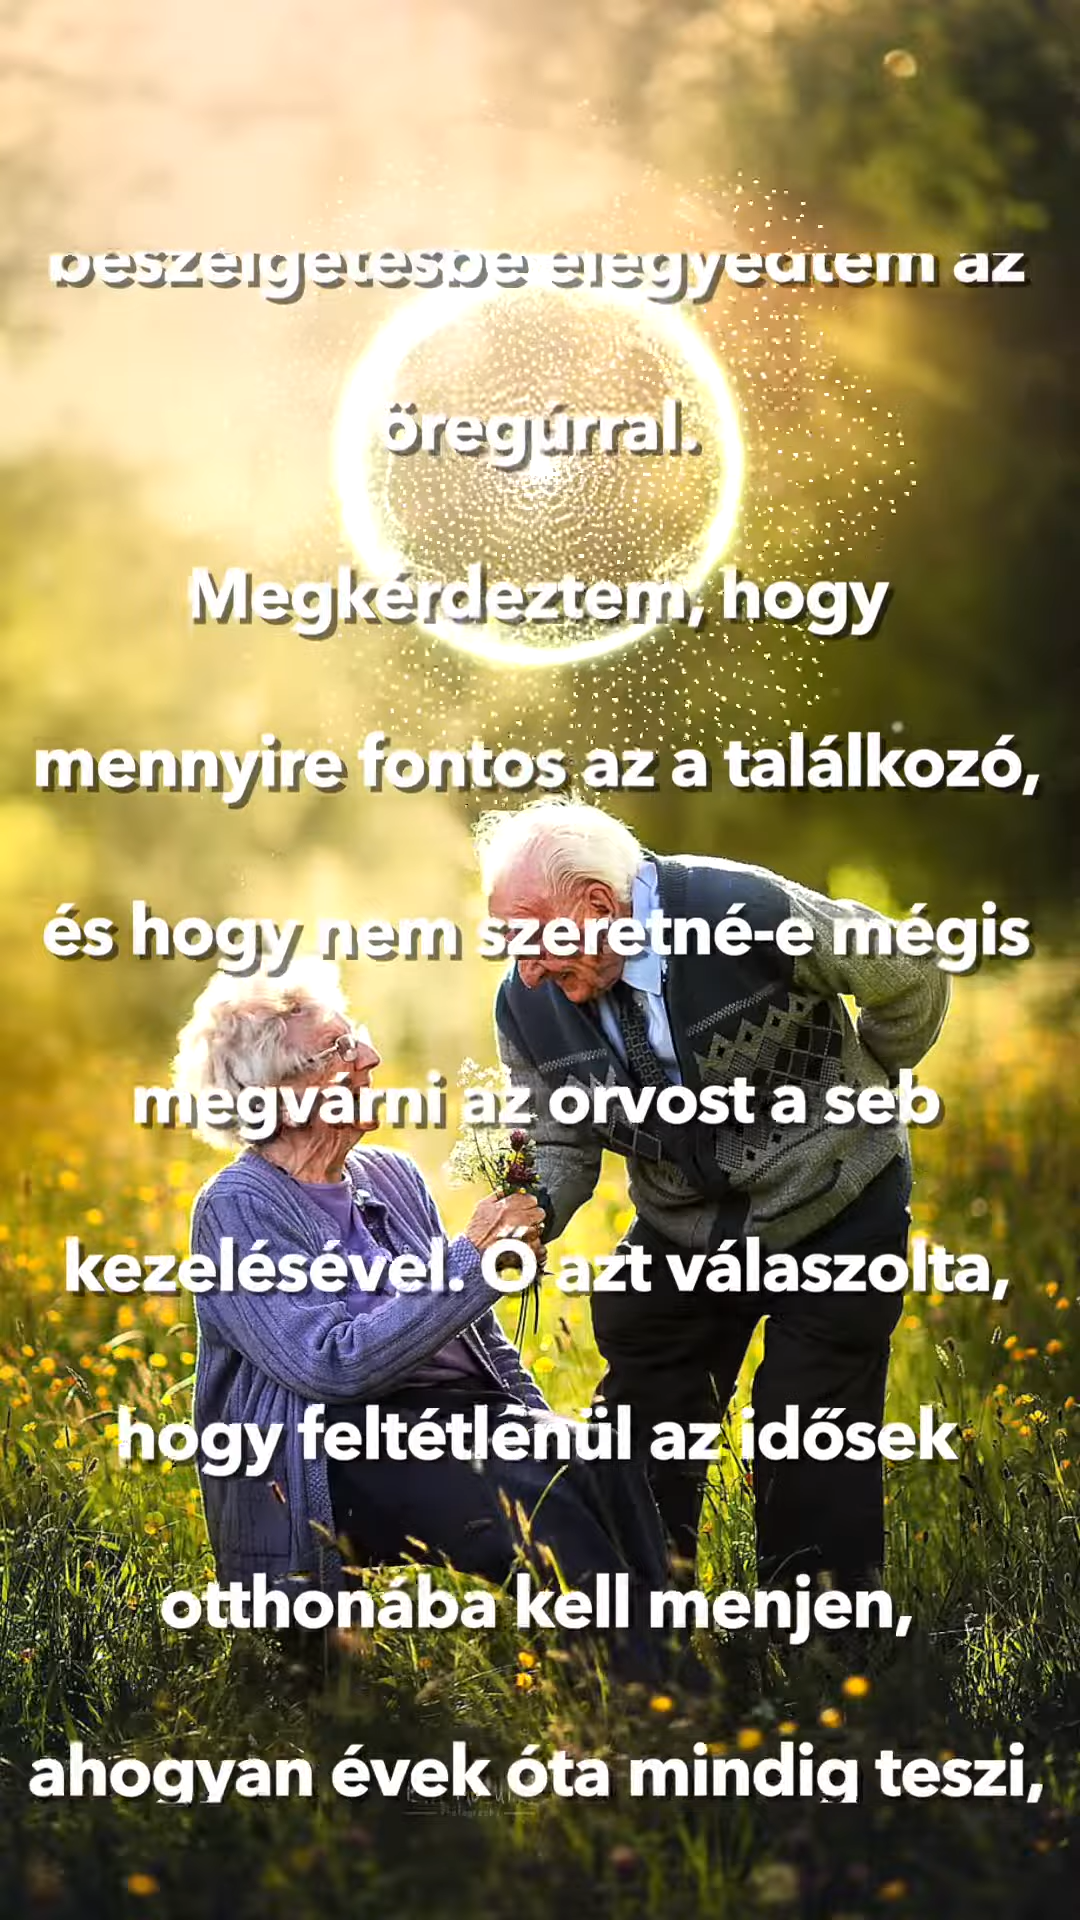 beszélgetésbe elegyedtem az
öregúrral.
Megkérdeztem, hogy
mennyire fontos az a találkozó,
és hogy nem szeretné-e mégis
megvárni az orvost a seb
kezelésével. Ő azt válaszolta,
hogy feltétlenül az idősek
otthonába kell menjen,
ahogyan évek óta mindig teszi,
Photography